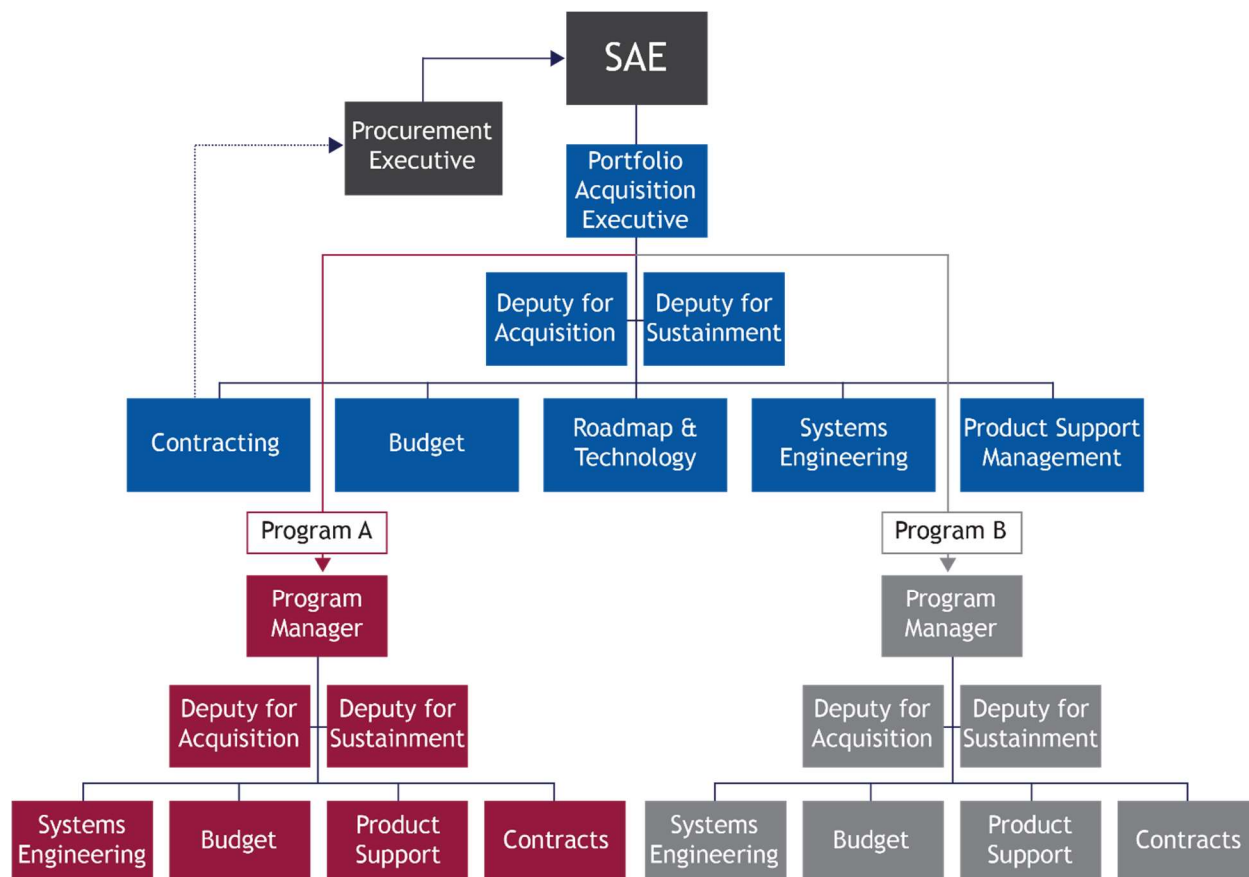 SAE
Procurement
Executive
Portfolio
Acquisition
Executive
Deputy for
Acquisition
Deputy for
Sustainment
Contracting
Budget
Roadmap &
Technology
Systems
Engineering
Product Support
Management
Program A
Program B
Program
Manager
Program
Manager
Deputy for
Acquisition
Deputy for
Sustainment
Deputy for
Acquisition
Deputy for
Sustainment
Systems
Engineering
Budget
Product
Support
Contracts
Systems
Engineering
Budget
Product
Support
Contracts